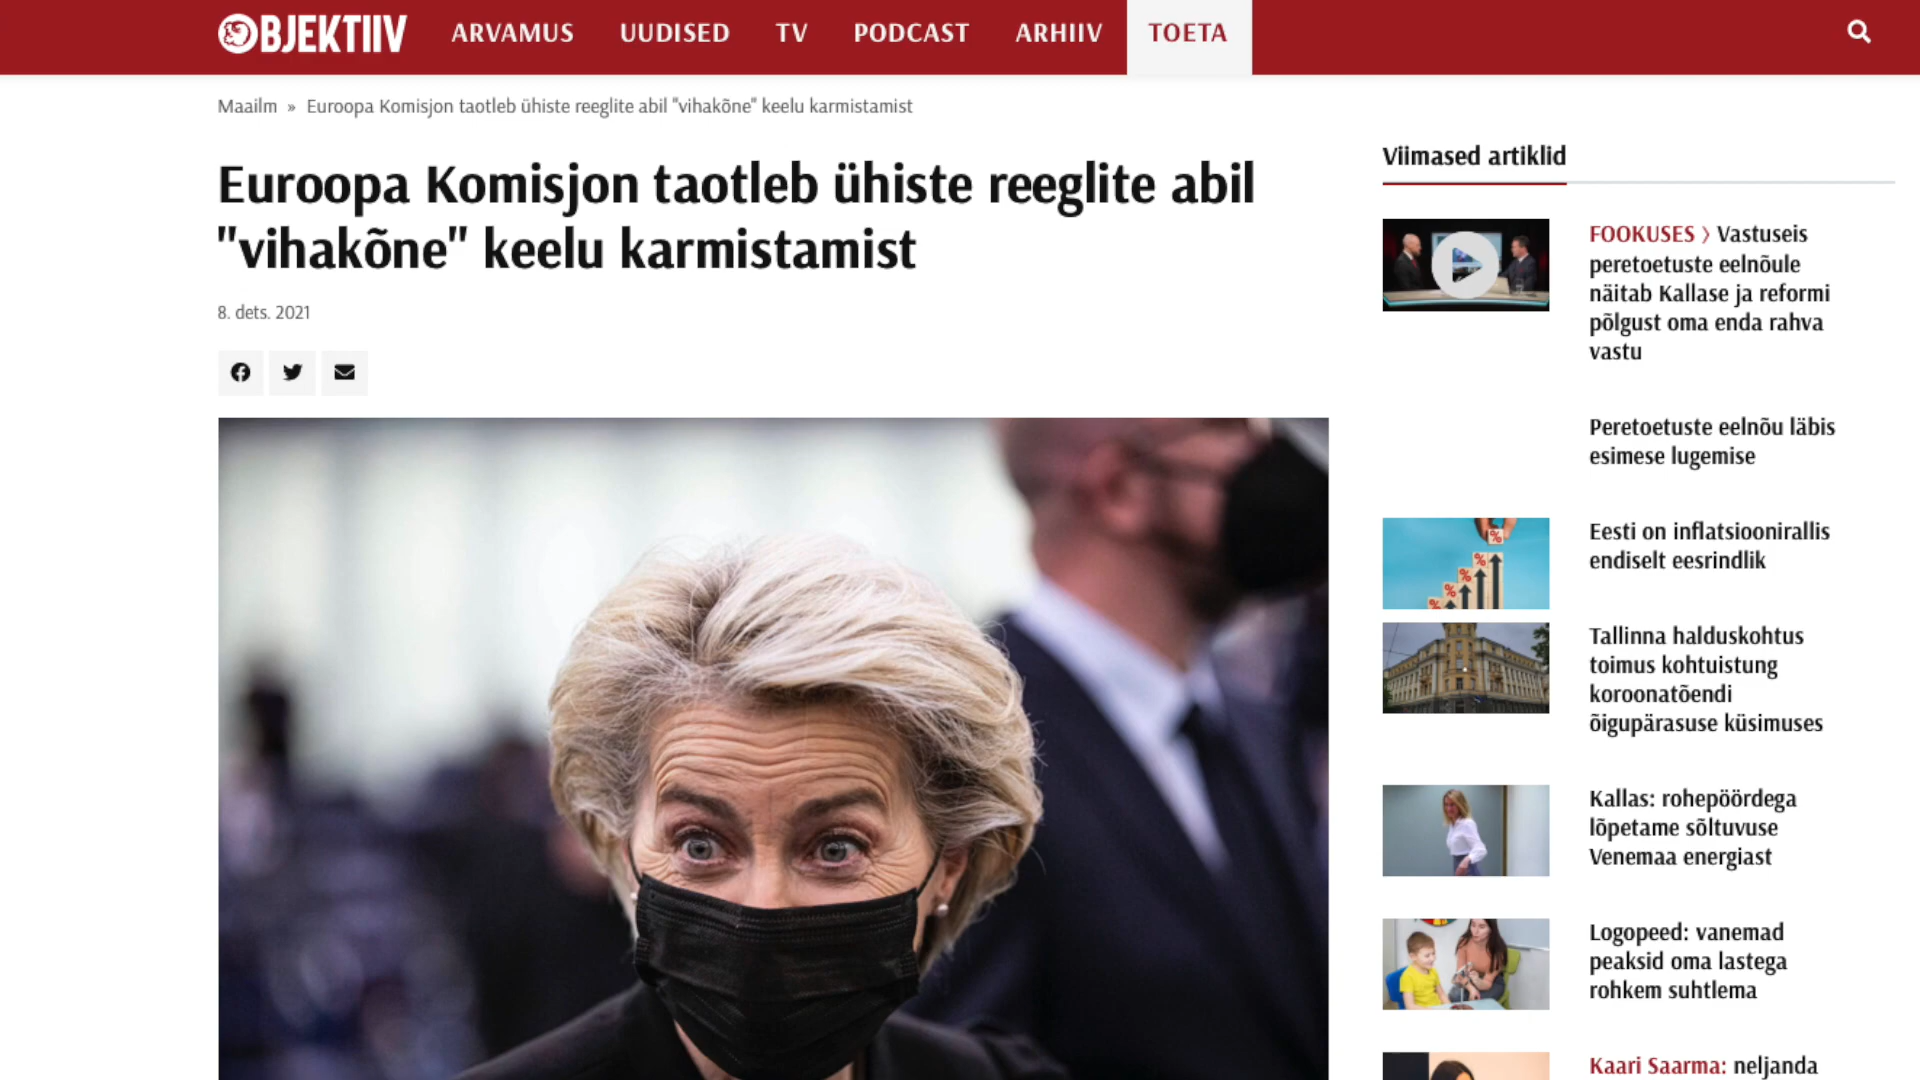 OBJEKTIIV ARVAMUS UUDISED TV PODCAST ARHIIV TOETA
Maailm » Euroopa Komisjon taotleb ühiste reeglite abil "vihakõne" keelu karmistamist
Euroopa Komisjon taotleb ühiste reeglite abil
"vihakõne" keelu karmistamist
8. dets. 2021
Viimased artiklid
FOOKUSES 〉 Vastuseis
peretoetuste eelnõule
näitab Kallase ja reformi
põlgust oma enda rahva
vastu
Peretoetuste eelnõu läbis
esimese lugemise
Eesti on inflatsioonirallis
endiselt eesrindlik
% % % % %
Tallinna halduskohtus
toimus kohtuistung
koroonatõendi
õigupärasuse küsimuses
Kallas: rohepöördega
lõpetame sõltuvuse
Venemaa energiast
Logopeed: vanemad
peaksid oma lastega
rohkem suhtlema
Kaari Saarma: neljanda